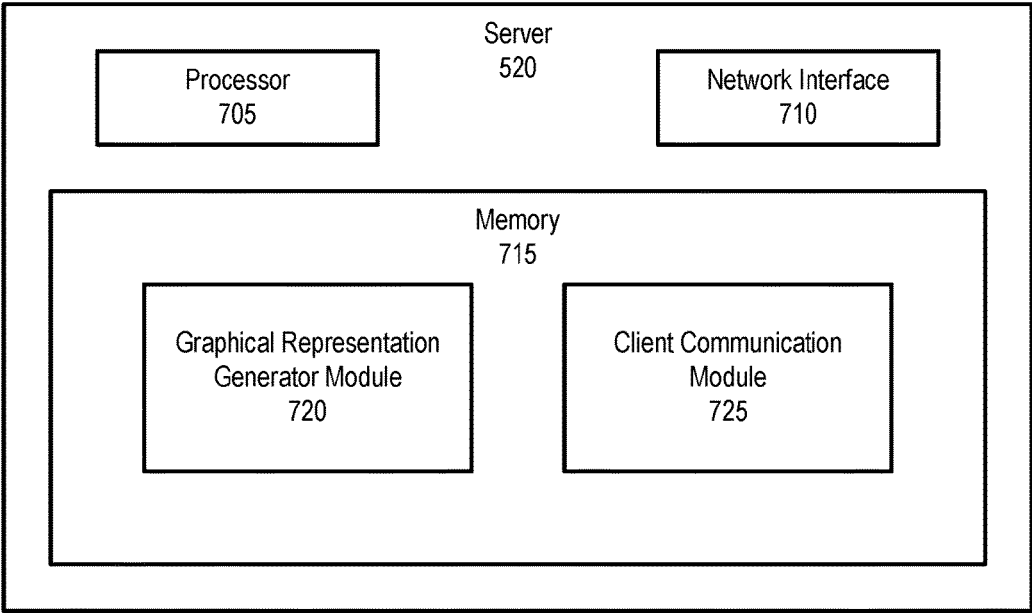 Server
520
Processor
705
Network Interface
710
Memory
715
Graphical Representation
Generator Module
720
Client Communication
Module
725